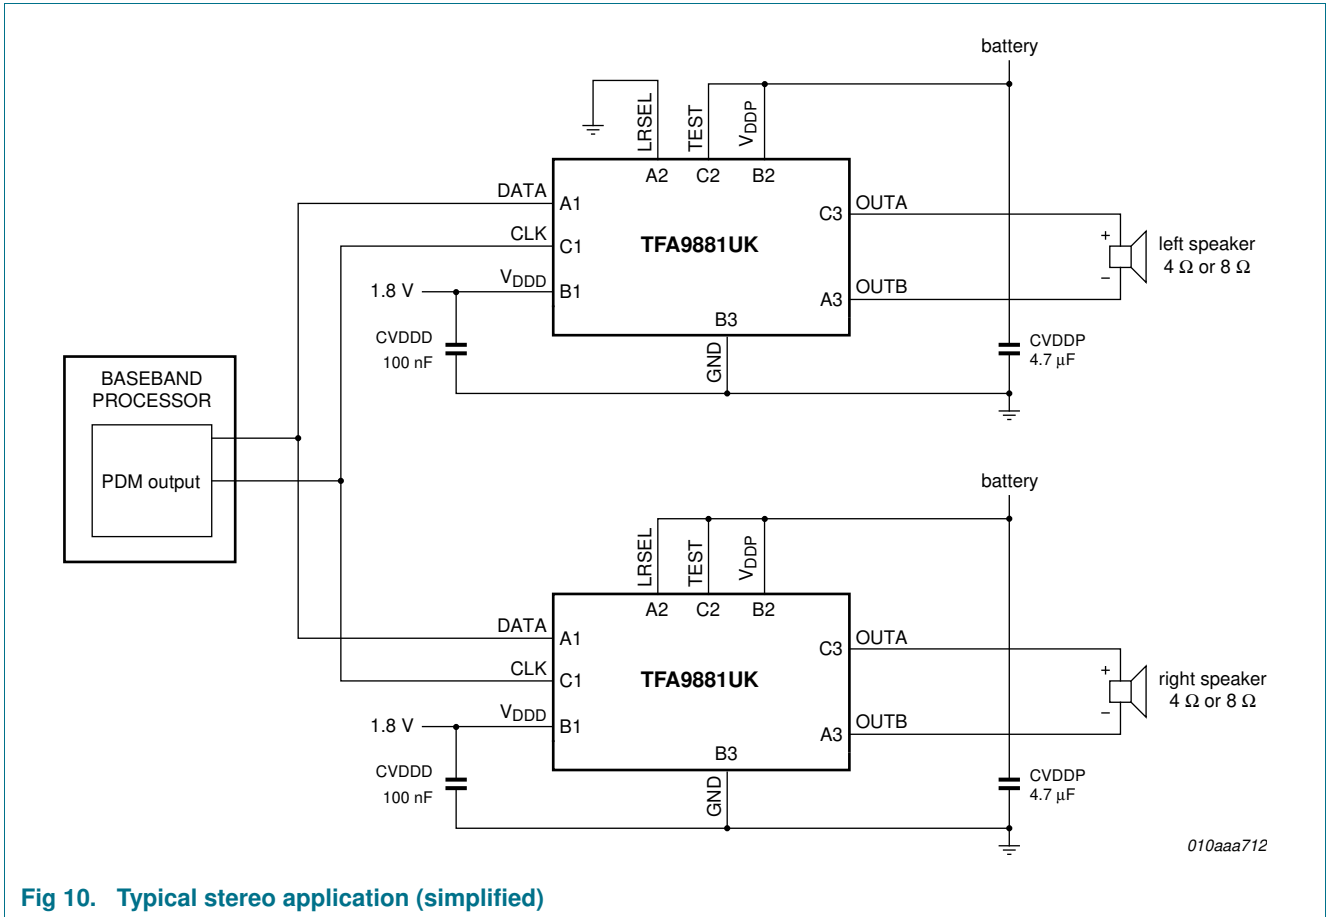 battery
LRSEL
TEST
VDDP
A2 C2 B2
DATA
A1
CLK
C1
VDDD
1.8 V
B1
TFA9881UK
C3
OUTA
A3
OUTB
B3
GND
+
−
left speaker
4 Ω or 8 Ω
CVDDD
100 nF
CVDDP
4.7 μF
BASEBAND
PROCESSOR
PDM output
battery
LRSEL
TEST
VDDP
A2 C2 B2
DATA
A1
CLK
C1
VDDD
1.8 V
B1
TFA9881UK
C3
OUTA
A3
OUTB
B3
GND
+
−
right speaker
4 Ω or 8 Ω
CVDDD
100 nF
CVDDP
4.7 μF
010aaa712
Fig 10. Typical stereo application (simplified)